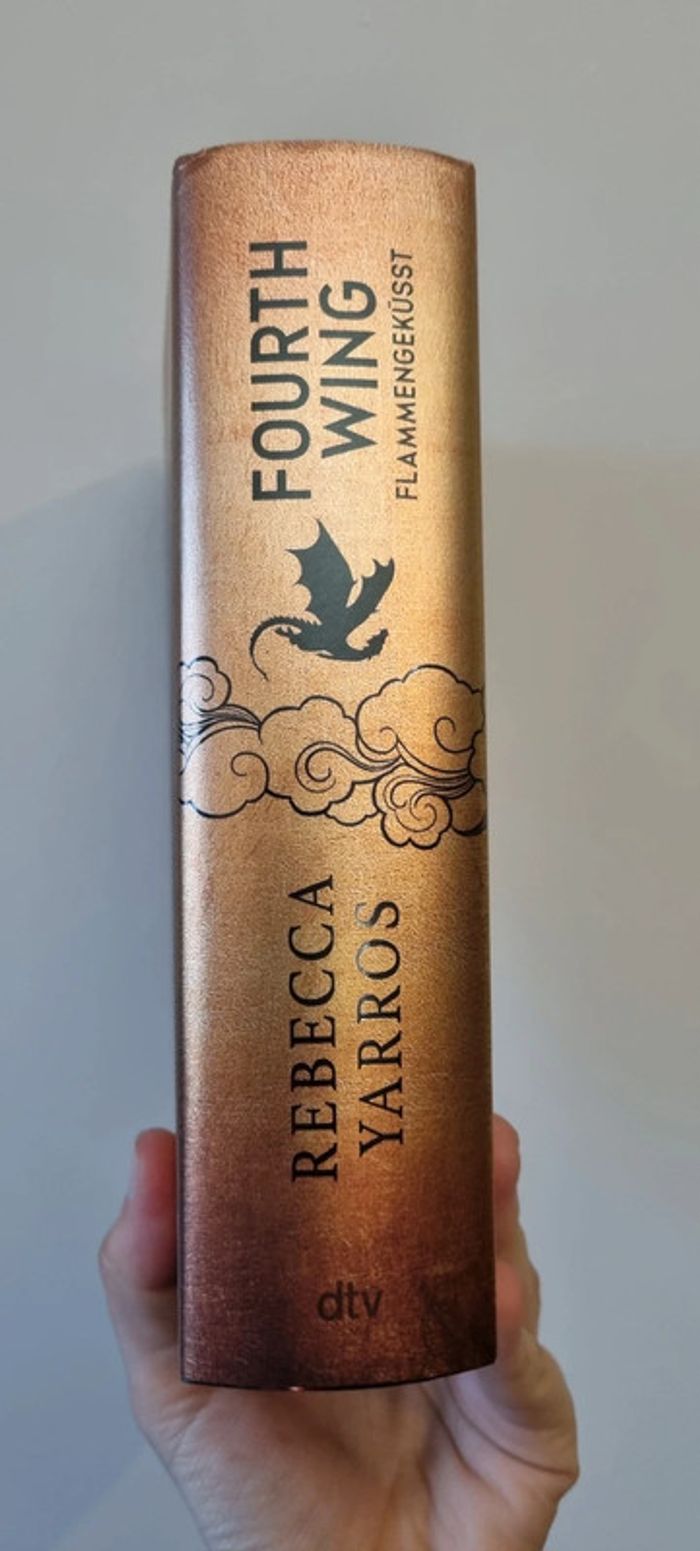 FOURTH
WING
FLAMMENGEKÜSST
REBECCA
YARROS
dtv